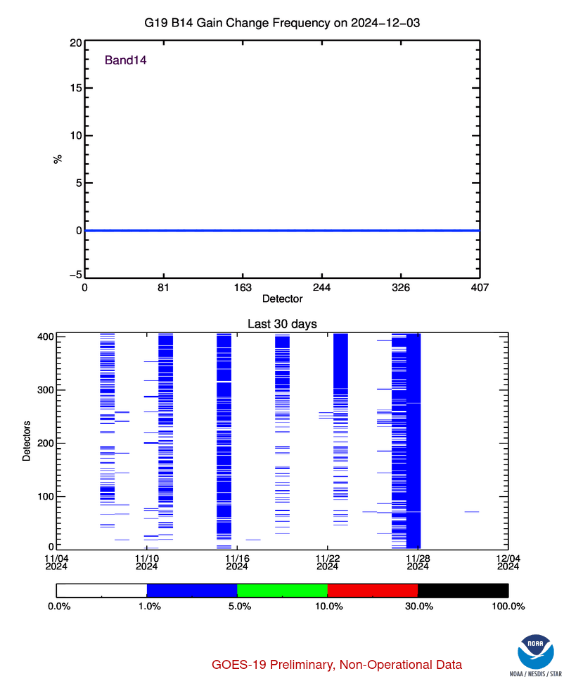 G19 B14 Gain Change Frequency on 2024-12-03
20
Band14
15
10
%
5
0
-5
0 81 163 244 326 407
Detector
Last 30 days
400
300
Detectors
200
100
0
11/04 11/10 11/16 11/22 11/28 12/04
2024 2024 2024 2024 2024 2024
0.0% 1.0% 5.0% 10.0% 30.0% 100.0%
NOAA
GOES-19 Preliminary, Non-Operational Data
NOAA / NESDIS / STAR